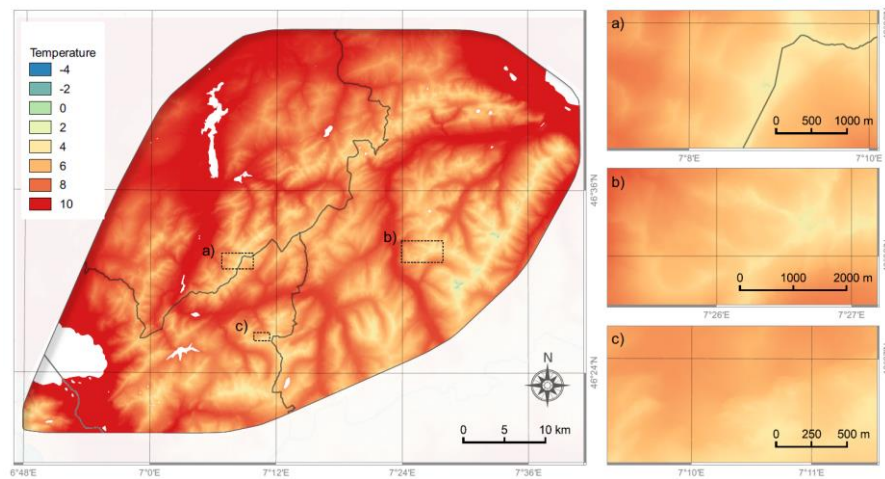 Temperature
-4
-2
0
2
4
6
8
10
a)
b)
c)
N
0 5 10 km
6°48'E 7°0'E 7°12'E 7°24'E 7°36'E
46°36'N
46°24'N
a)
0 500 1000 m
7°8'E 7°10'E
b)
0 1000 2000 m
7°26'E 7°27'E
c)
0 250 500 m
7°10'E 7°11'E